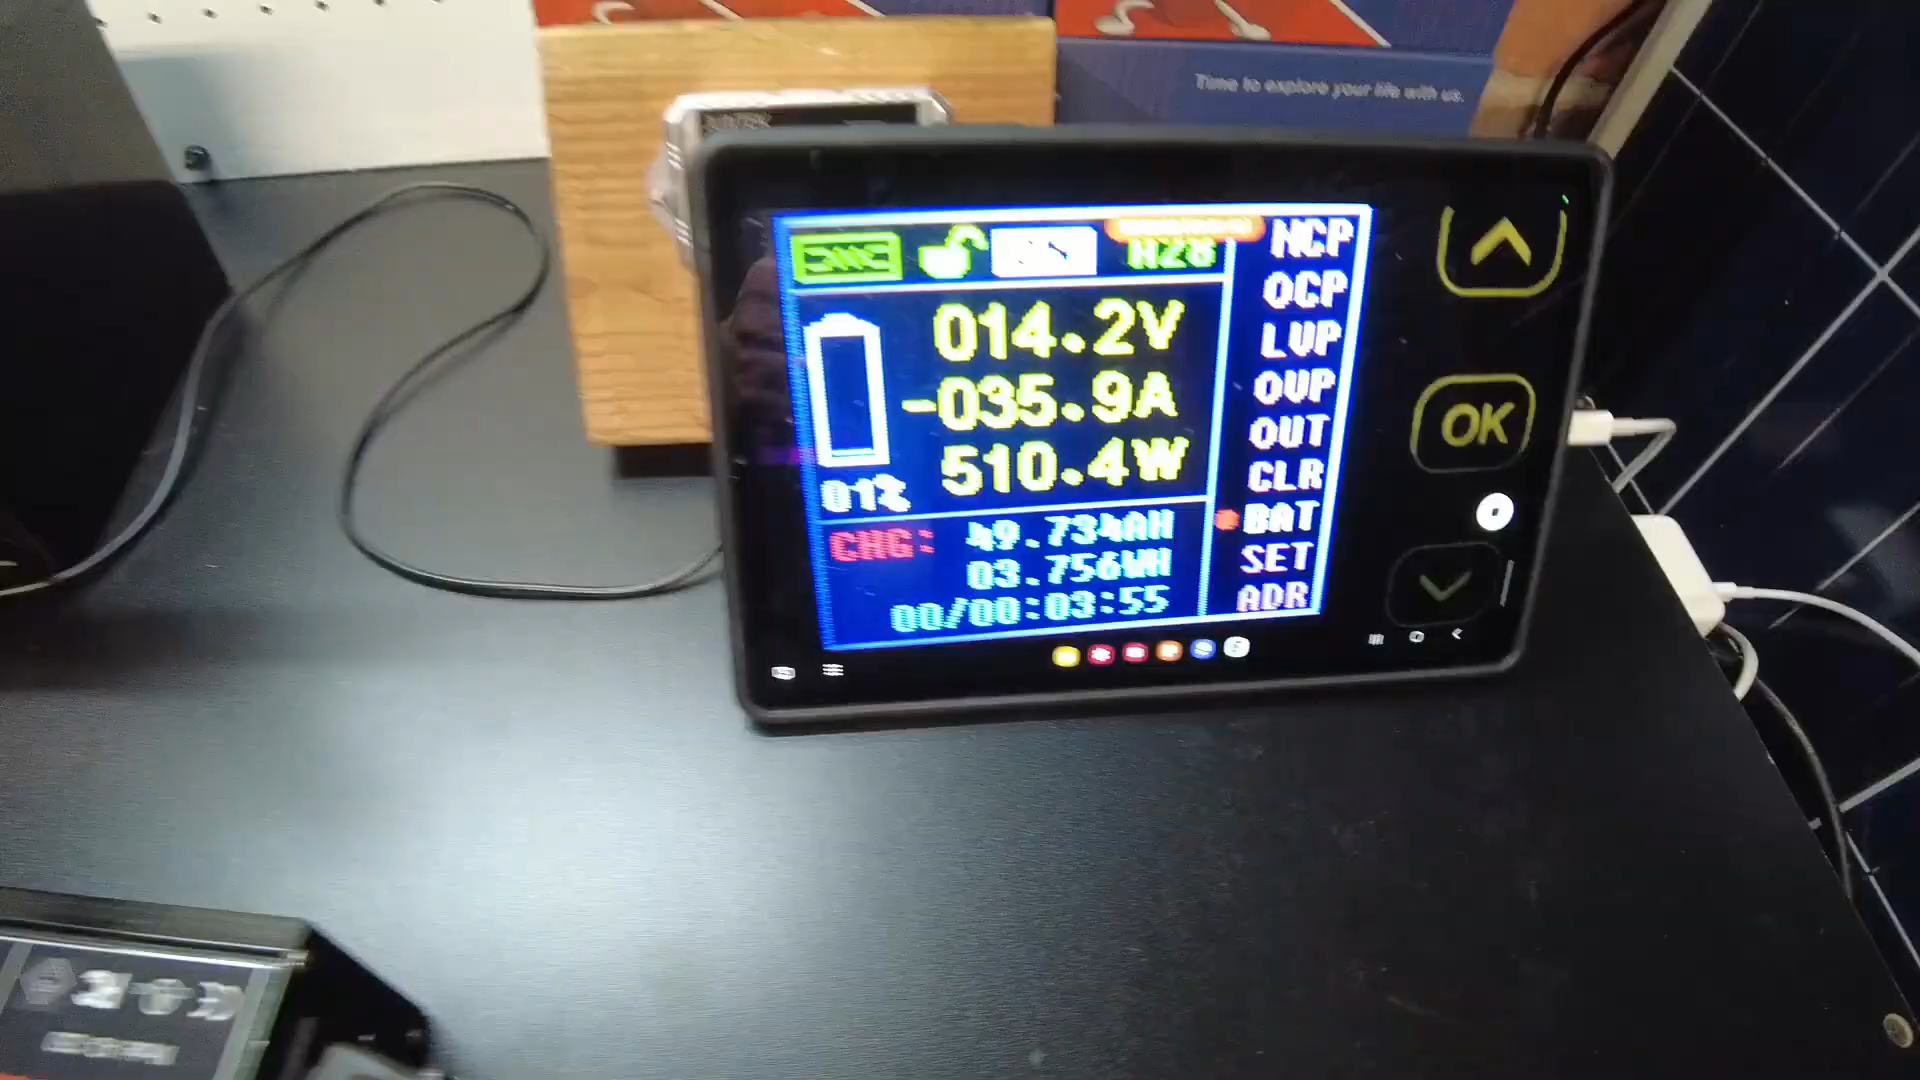 Time to explore your life with us.
NCP
OCP
LVP
OVP
OUT
CLR
BAT
SET
ADR
014.2V
-035.9A
510.4W
01%
CHG: 49.734AH
03.756WH
00/00:03:55
OK